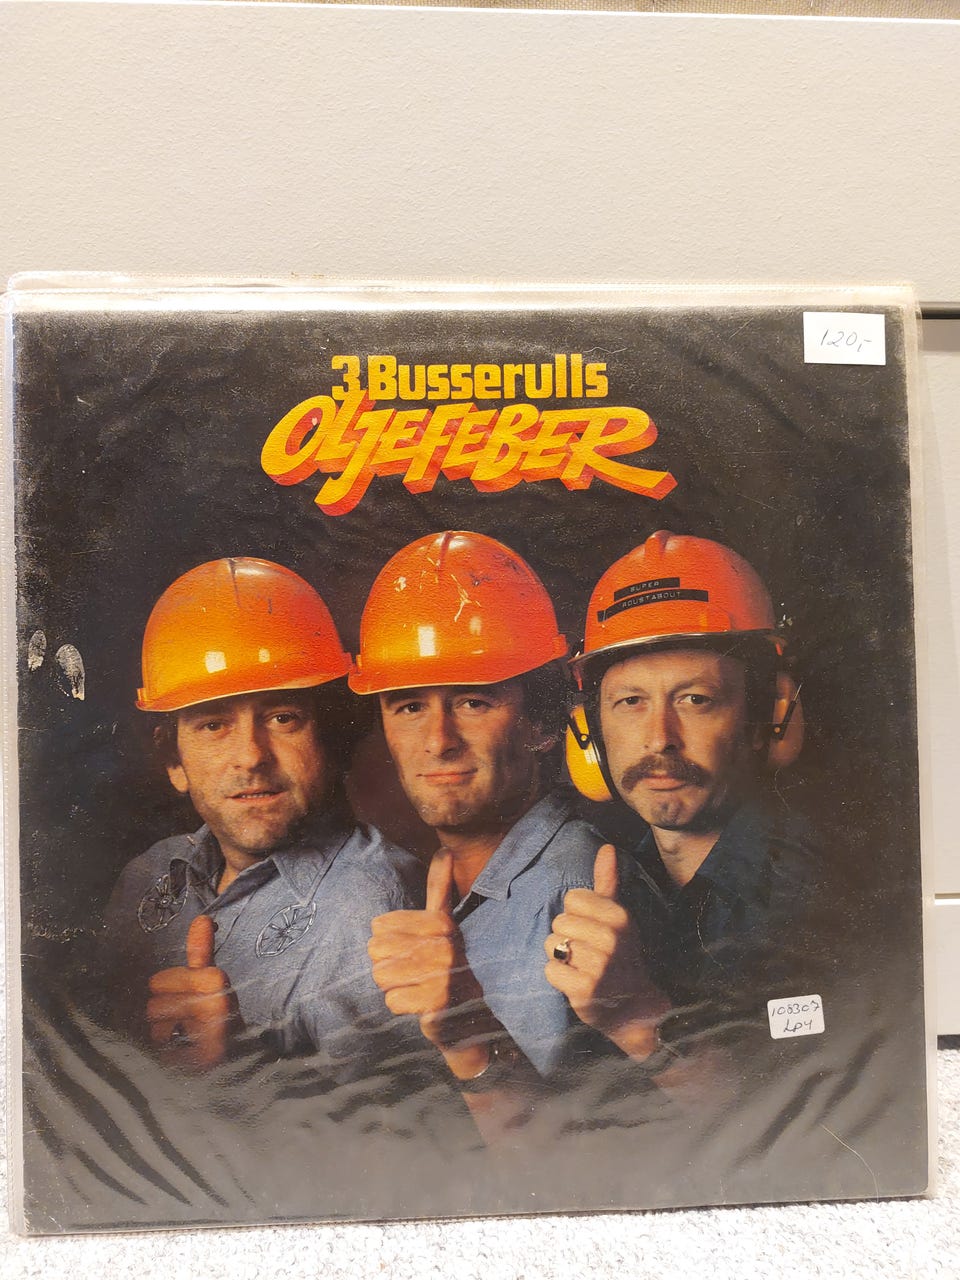 120,-
3 Busserulls
OLJEFEBER
SUPER
ROUSTABOUT
108307
LP4